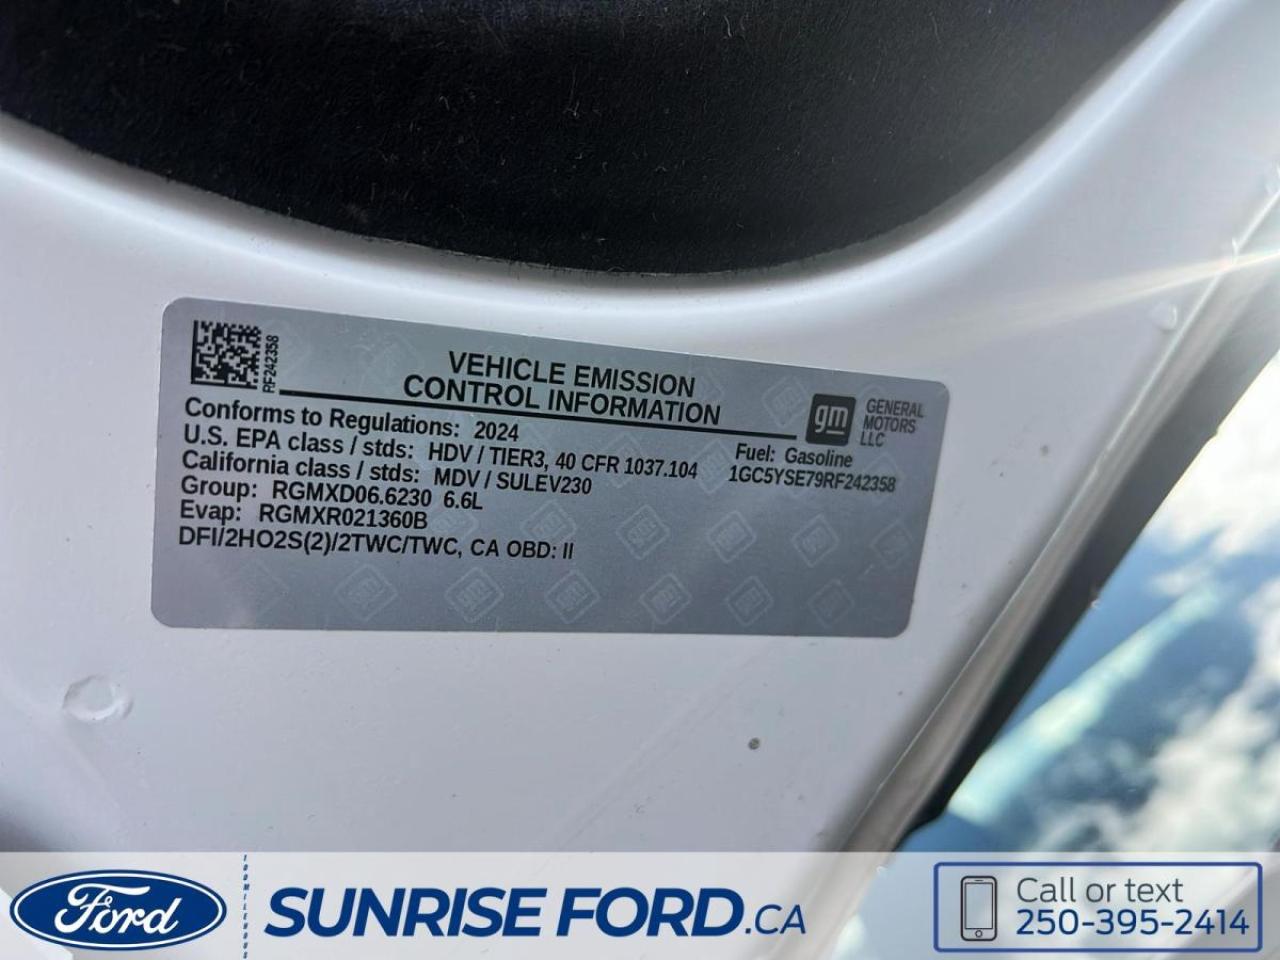 RF242358
VEHICLE EMISSION
CONTROL INFORMATION
gm
GENERAL
MOTORS
LLC
Conforms to Regulations: 2024
U.S. EPA class / stds: HDV / TIER3, 40 CFR 1037.104
California class / stds: MDV / SULEV230
Group: RGMXD06.6230 6.6L
Evap: RGMXR021360B
DFI/2HO2S(2)/2TWC/TWC, CA OBD: II
Fuel: Gasoline
1GC5YSE79RF242358
Ford
100MILEHOUSE
SUNRISE FORD.CA
Call or text
250-395-2414